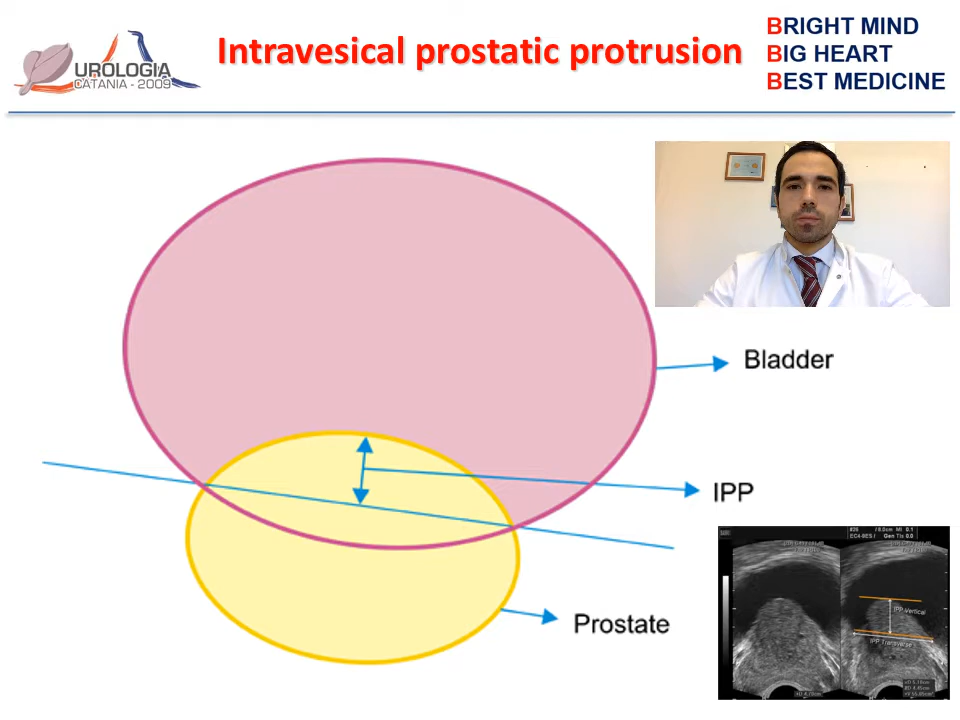 UROLOGIA
CATANIA - 2009
Intravesical prostatic protrusion
BRIGHT MIND
BIG HEART
BEST MEDICINE
Bladder
IPP
Prostate
IPP Vertical
IPP Transverse